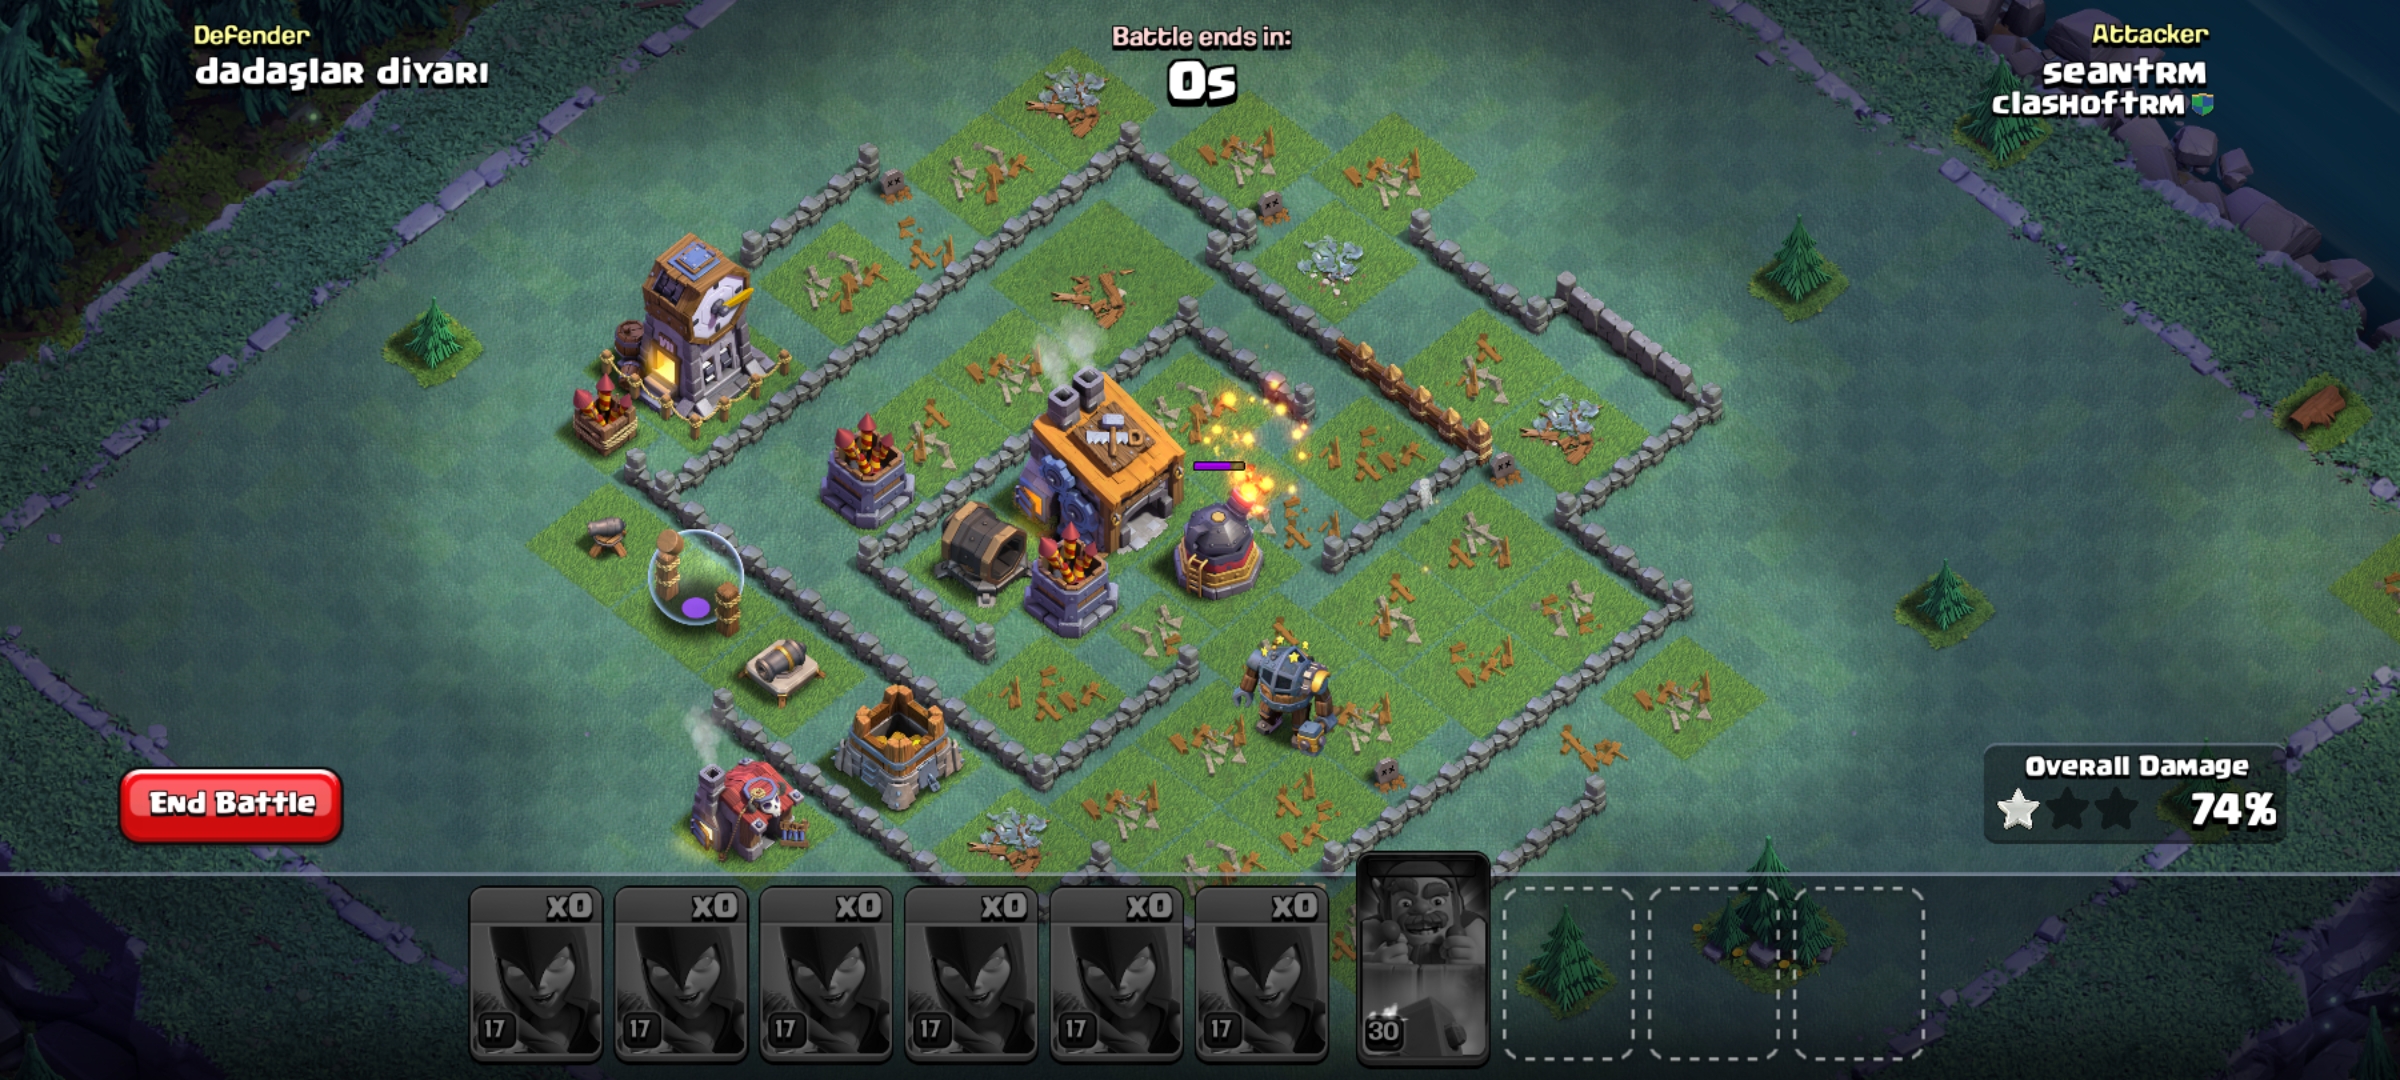 Defender
dadaşlar diyarı
Battle ends in:
0s
Attacker
seantrm
clashoftrm
End Battle
Overall Damage
74%
x0
x0
x0
x0
x0
x0
17
17
17
17
17
17
30